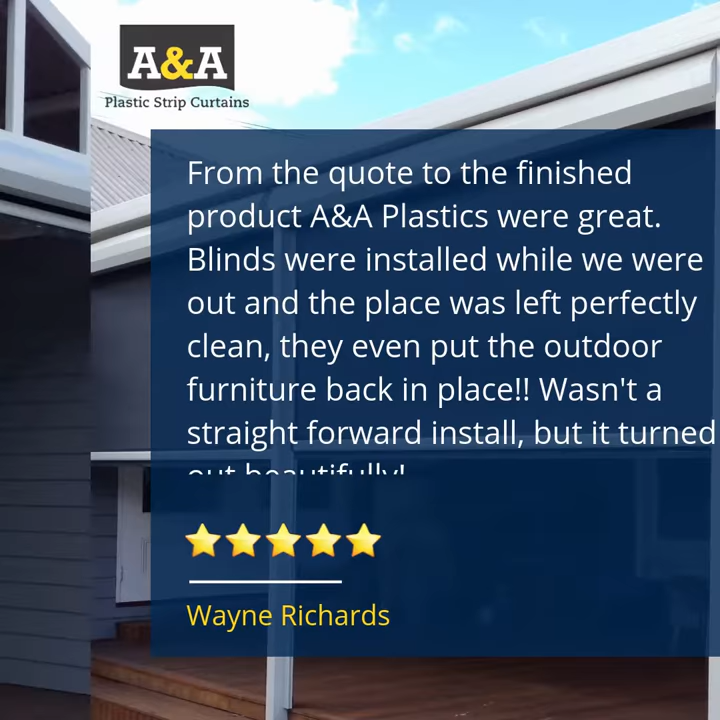 A&A
Plastic Strip Curtains
From the quote to the finished
product A&A Plastics were great.
Blinds were installed while we were
out and the place was left perfectly
clean, they even put the outdoor
furniture back in place!! Wasn't a
straight forward install, but it turned
out beautifully!
Wayne Richards